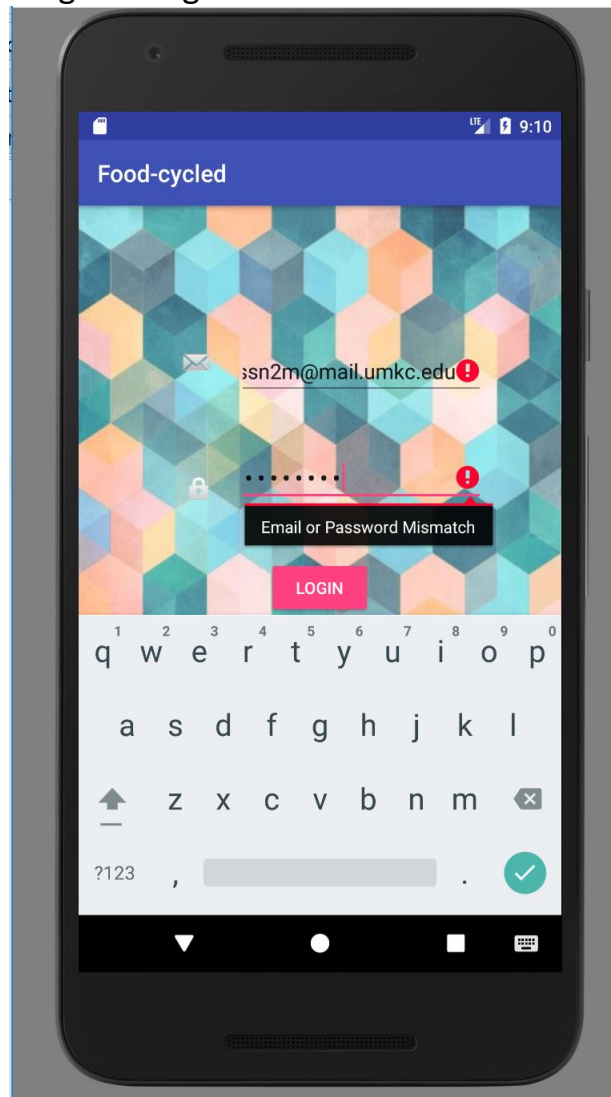 LTE 9:10
Food-cycled
ssn2m@mail.umkc.edu
Email or Password Mismatch
LOGIN
1 2 3 4 5 6 7 8 9 0
q w e r t y u i o p
a s d f g h j k l
z x c v b n m
?123 , .